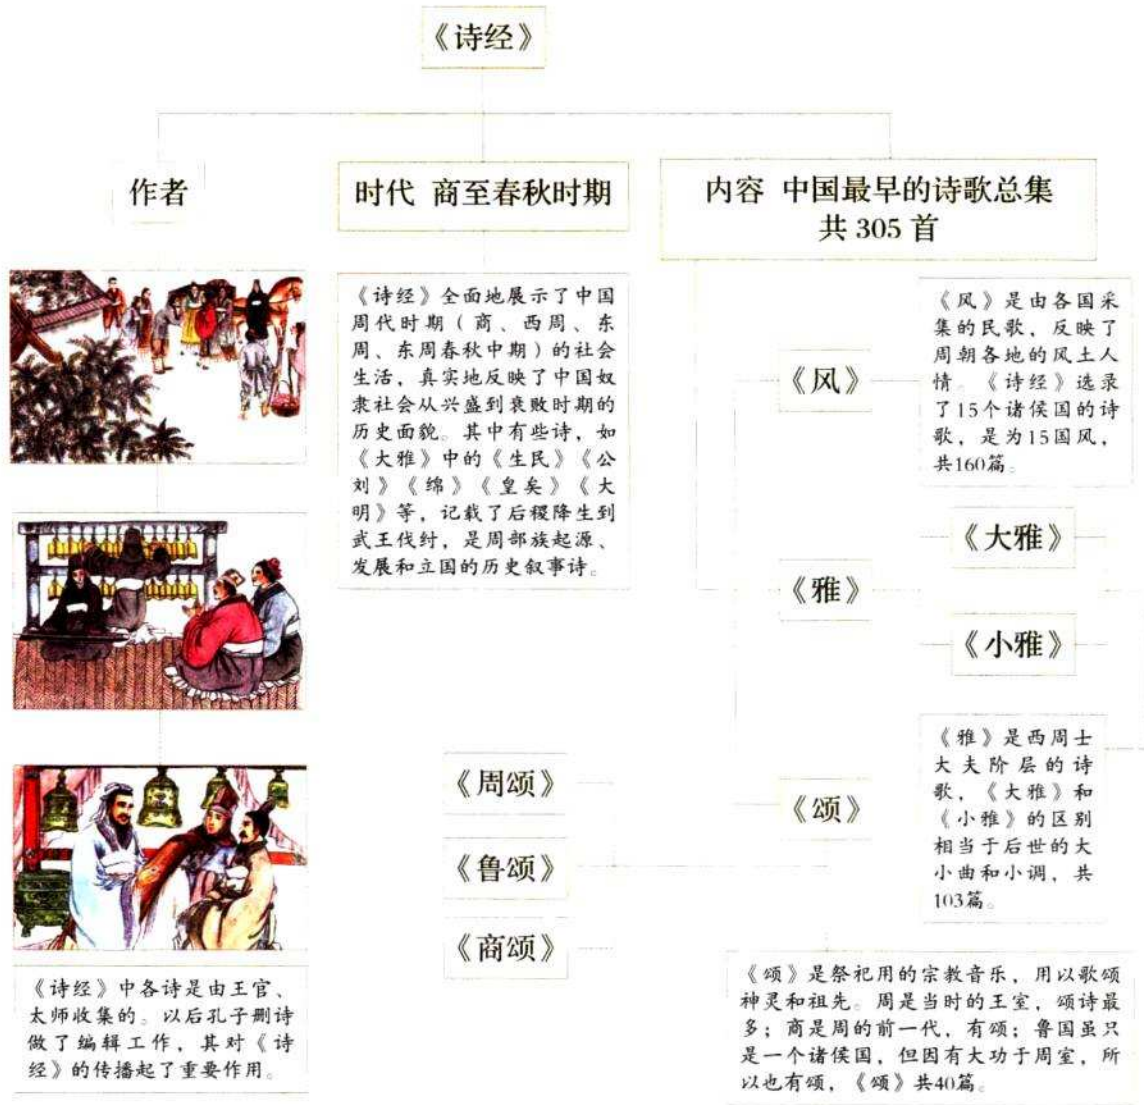 《诗经》
作者
时代 商至春秋时期
内容 中国最早的诗歌总集
共 305 首
《诗经》全面地展示了中国
周代时期（商、西周、东
周、东周春秋中期）的社会
生活，真实地反映了中国奴
隶社会从兴盛到衰败时期的
历史面貌。其中有些诗，如
《大雅》中的《生民》《公
刘》《绵》《皇矣》《大
明》等，记载了后稷降生到
武王伐纣，是周部族起源、
发展和立国的历史叙事诗。
《风》
《风》是由各国采
集的民歌，反映了
周朝各地的风土人
情。《诗经》选录
了15个诸侯国的诗
歌，是为15国风，
共160篇。
《雅》
《大雅》
《小雅》
《雅》是西周士
大夫阶层的诗
歌，《大雅》和
《小雅》的区别
相当于后世的大
小曲和小调，共
103篇。
《颂》
《周颂》
《鲁颂》
《商颂》
《颂》是祭祀用的宗教音乐，用以歌颂
神灵和祖先。周是当时的王室，颂诗最
多；商是周的前一代，有颂；鲁国虽只
是一个诸侯国，但因有大功于周室，所
以也有颂，《颂》共40篇。
《诗经》中各诗是由王官、
太师收集的。以后孔子删诗
做了编辑工作，其对《诗
经》的传播起了重要作用。